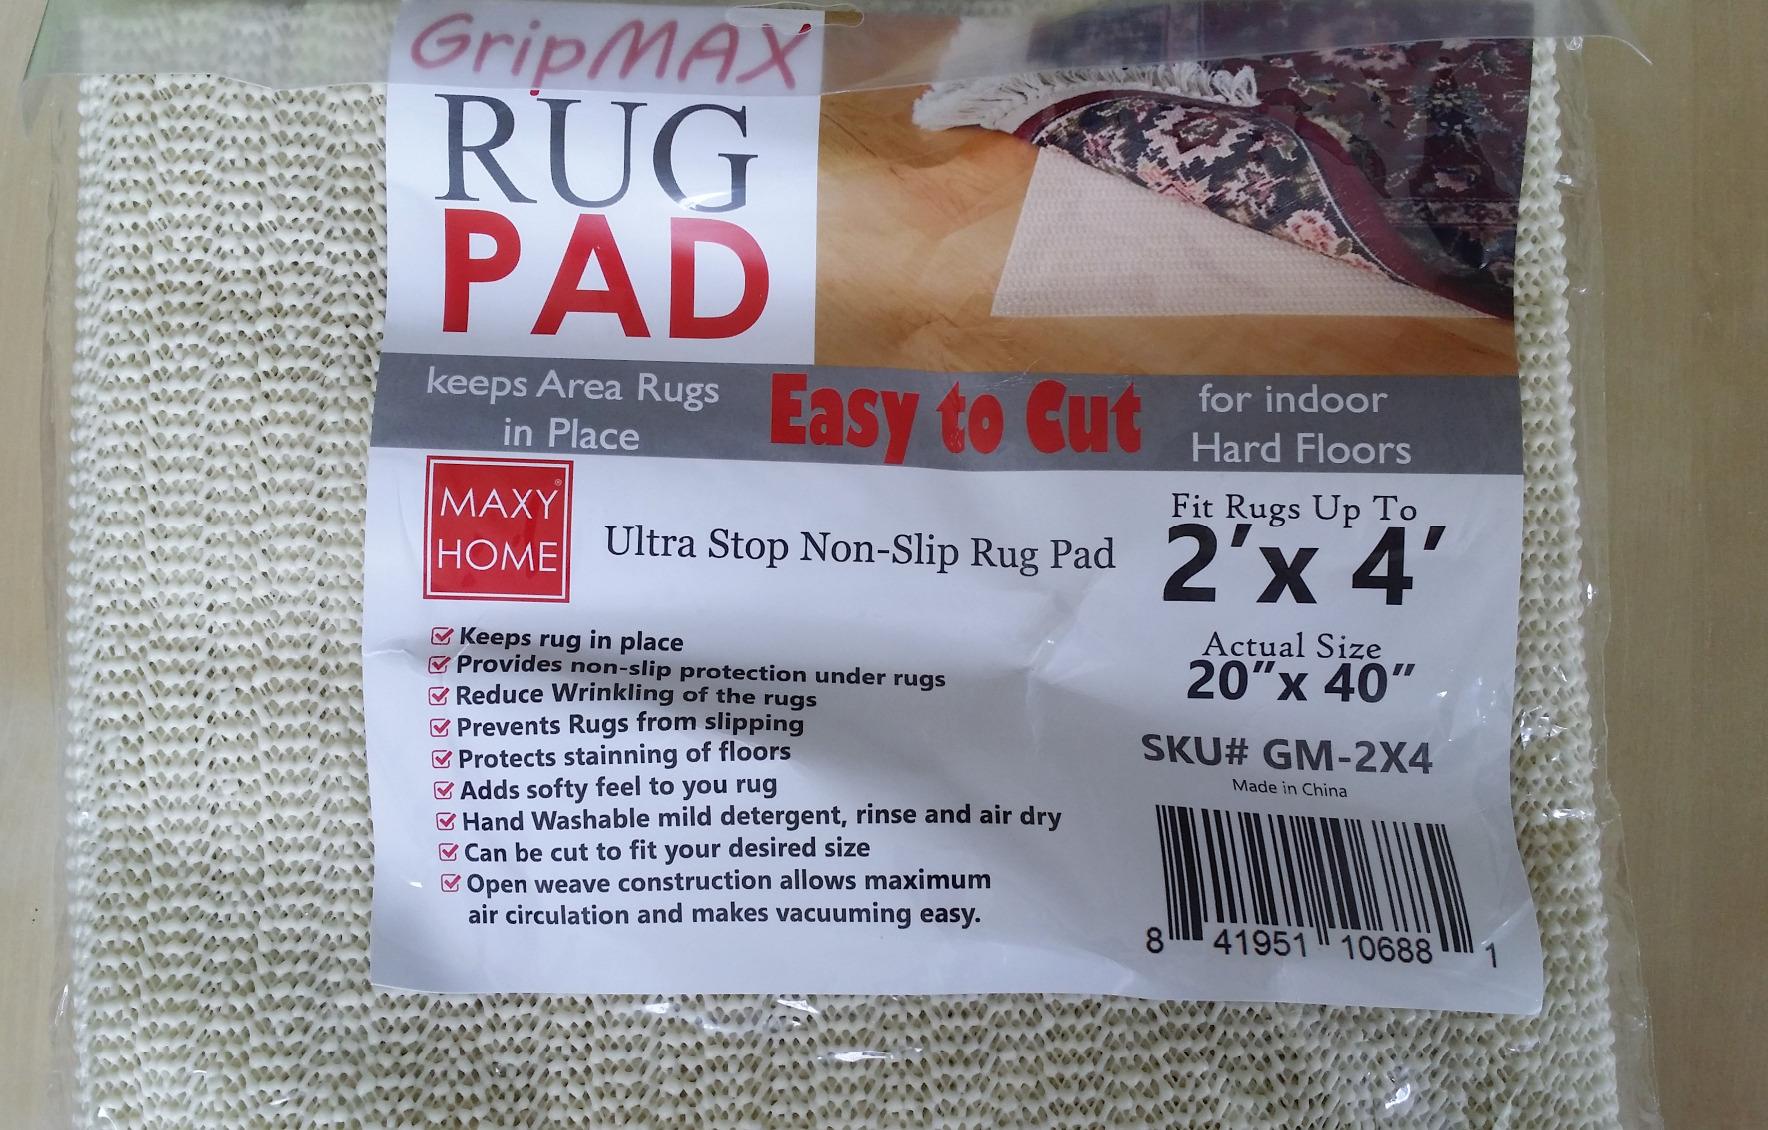 GripMAX
RUG
PAD
keeps Area Rugs
in Place
Easy to Cut
for indoor
Hard Floors
MAXY®
HOME
Ultra Stop Non-Slip Rug Pad
Fit Rugs Up To
2'x 4'
Actual Size
20"x 40"
SKU# GM-2X4
Made in China
Keeps rug in place
Provides non-slip protection under rugs
Reduce Wrinkling of the rugs
Prevents Rugs from slipping
Protects stainning of floors
Adds softy feel to you rug
Hand Washable mild detergent, rinse and air dry
Can be cut to fit your desired size
Open weave construction allows maximum
air circulation and makes vacuuming easy.
8 41951 10688 1